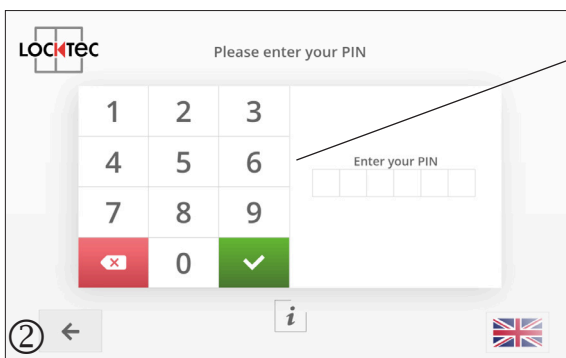 LOCKTEC
Please enter your PIN
1 2 3
4 5 6
Enter your PIN
7 8 9
0
i
②